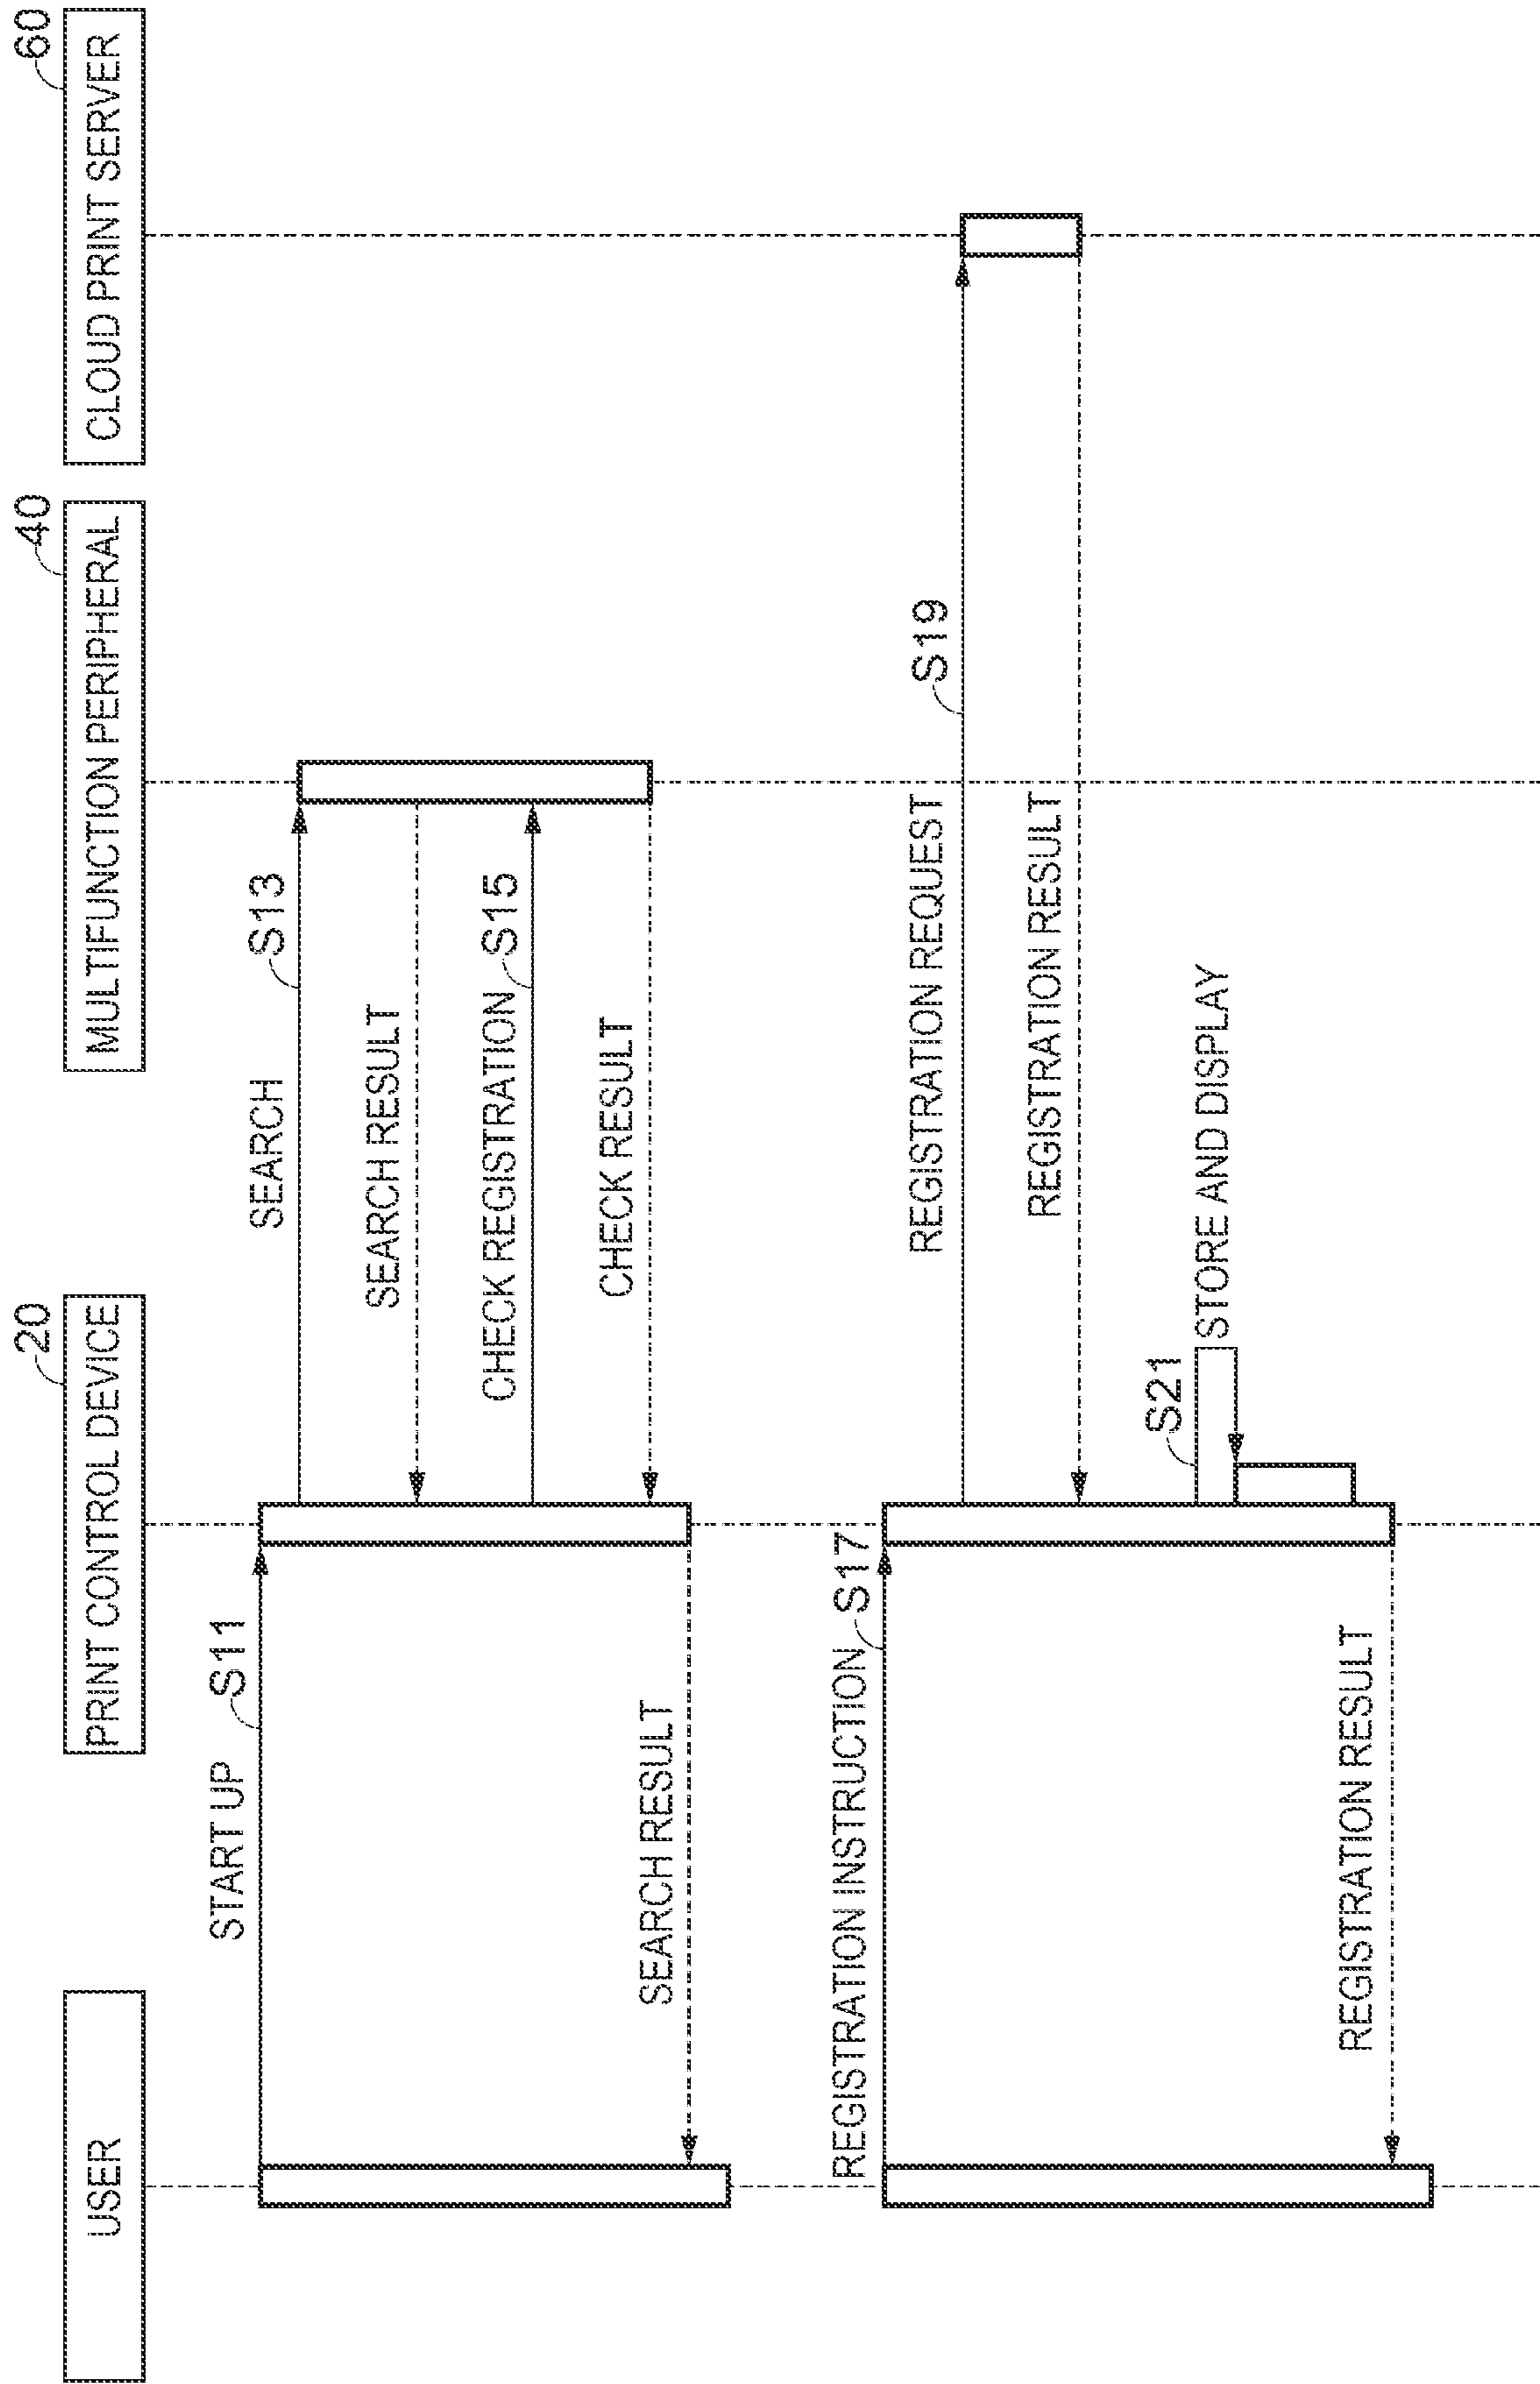 USER
PRINT CONTROL DEVICE
20
MULTIFUNCTION PERIPHERAL
40
CLOUD PRINT SERVER
60
START UP
S11
SEARCH
S13
SEARCH RESULT
CHECK REGISTRATION
S15
CHECK RESULT
SEARCH RESULT
REGISTRATION INSTRUCTION
S17
REGISTRATION REQUEST
S19
REGISTRATION RESULT
S21
STORE AND DISPLAY
REGISTRATION RESULT